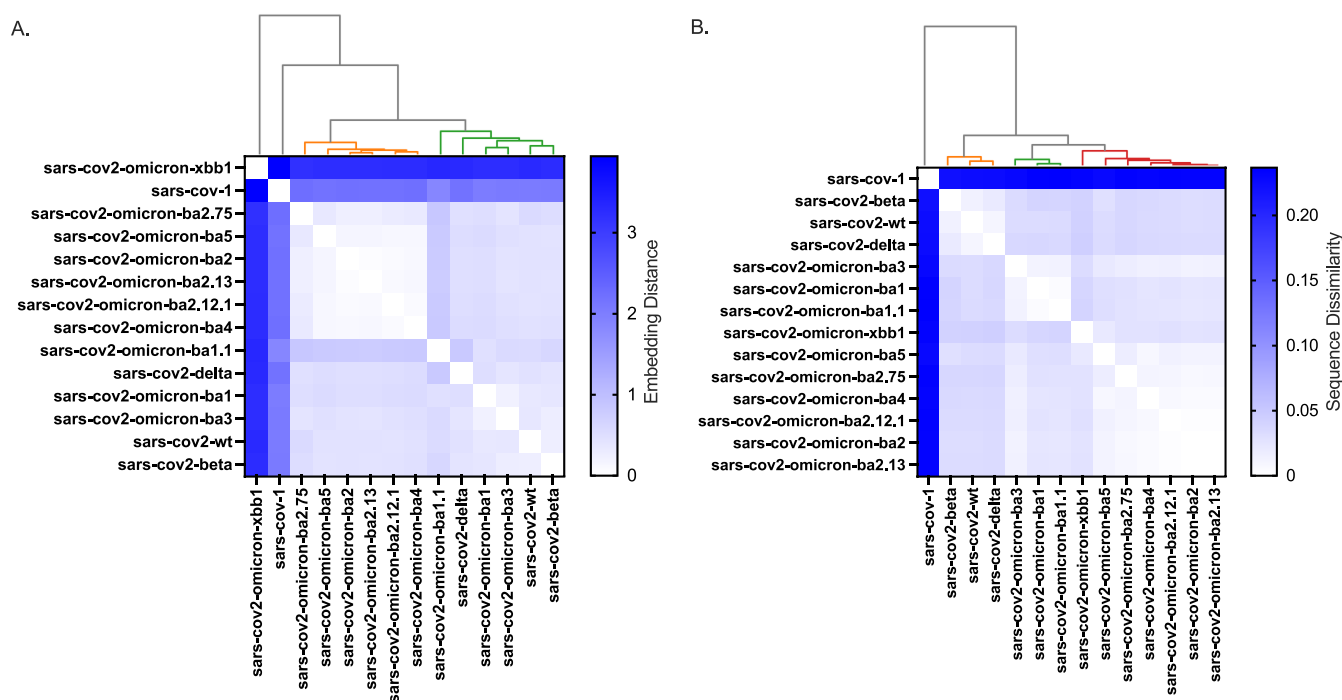 A.
sars-cov2-omicron-xbb1
sars-cov-1
sars-cov2-omicron-ba2.75
sars-cov2-omicron-ba5
sars-cov2-omicron-ba2
sars-cov2-omicron-ba2.13
sars-cov2-omicron-ba2.12.1
sars-cov2-omicron-ba4
sars-cov2-omicron-ba1.1
sars-cov2-delta
sars-cov2-omicron-ba1
sars-cov2-omicron-ba3
sars-cov2-wt
sars-cov2-beta
sars-cov2-omicron-xbb1
sars-cov-1
sars-cov2-omicron-ba2.75
sars-cov2-omicron-ba5
sars-cov2-omicron-ba2
sars-cov2-omicron-ba2.13
sars-cov2-omicron-ba2.12.1
sars-cov2-omicron-ba4
sars-cov2-omicron-ba1.1
sars-cov2-delta
sars-cov2-omicron-ba1
sars-cov2-omicron-ba3
sars-cov2-wt
sars-cov2-beta
3
2
1
0
Embedding Distance
B.
sars-cov-1
sars-cov2-beta
sars-cov2-wt
sars-cov2-delta
sars-cov2-omicron-ba3
sars-cov2-omicron-ba1
sars-cov2-omicron-ba1.1
sars-cov2-omicron-xbb1
sars-cov2-omicron-ba5
sars-cov2-omicron-ba2.75
sars-cov2-omicron-ba4
sars-cov2-omicron-ba2.12.1
sars-cov2-omicron-ba2
sars-cov2-omicron-ba2.13
sars-cov-1
sars-cov2-beta
sars-cov2-wt
sars-cov2-delta
sars-cov2-omicron-ba3
sars-cov2-omicron-ba1
sars-cov2-omicron-ba1.1
sars-cov2-omicron-xbb1
sars-cov2-omicron-ba5
sars-cov2-omicron-ba2.75
sars-cov2-omicron-ba4
sars-cov2-omicron-ba2.12.1
sars-cov2-omicron-ba2
sars-cov2-omicron-ba2.13
0.20
0.15
0.10
0.05
0
Sequence Dissimilarity